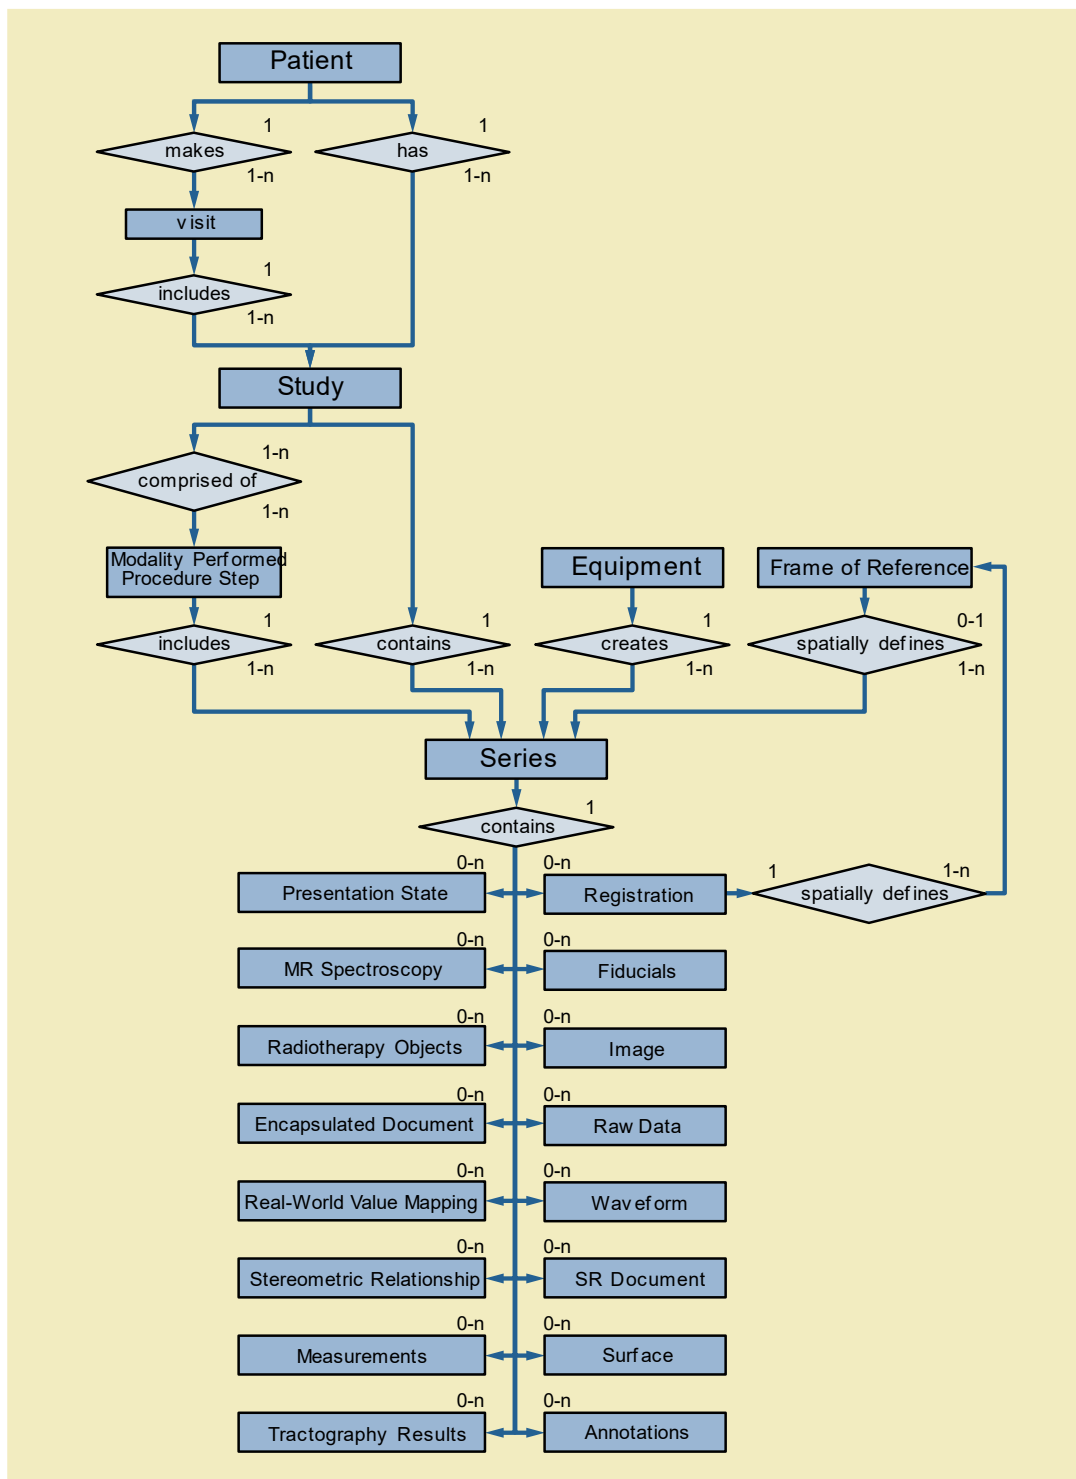 Patient
1
1
makes
has
1-n
1-n
visit
1
includes
1-n
Study
1-n
comprised of
1-n
Modality Performed
Procedure Step
Equipment
Frame of Reference
1
1
1
0-1
includes
contains
creates
spatially defines
1-n
1-n
1-n
1-n
Series
1
contains
0-n
0-n
1
1-n
Presentation State
Registration
spatially defines
0-n
0-n
MR Spectroscopy
Fiducials
0-n
0-n
Radiotherapy Objects
Image
0-n
0-n
Encapsulated Document
Raw Data
0-n
0-n
Real-World Value Mapping
Waveform
0-n
0-n
Stereometric Relationship
SR Document
0-n
0-n
Measurements
Surface
0-n
0-n
Tractography Results
Annotations